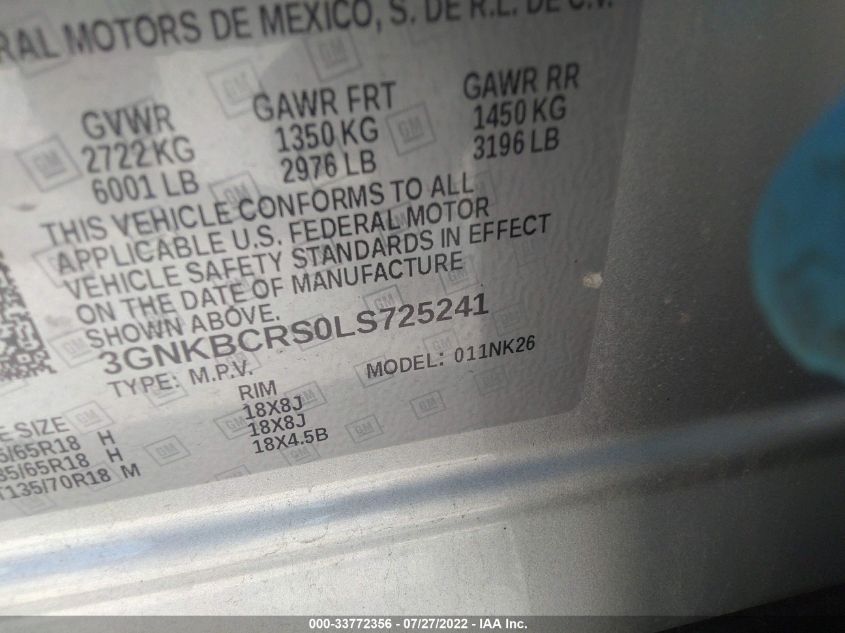 RAL MOTORS DE MEXICO, S. DE R.L. DE C.V.
GVWR GAWR FRT GAWR RR
2722 KG 1350 KG 1450 KG
6001 LB 2976 LB 3196 LB
THIS VEHICLE CONFORMS TO ALL
APPLICABLE U.S. FEDERAL MOTOR
VEHICLE SAFETY STANDARDS IN EFFECT
ON THE DATE OF MANUFACTURE
SHOWN ABOVE.
3GNKBCRS0LS725241
TYPE: M.P.V. MODEL: 011NK26
E SIZE RIM
5/65R18 H 18X8J
35/65R18 H 18X8J
T135/70R18 M 18X4.5B
000-33772356 - 07/27/2022 - IAA Inc.